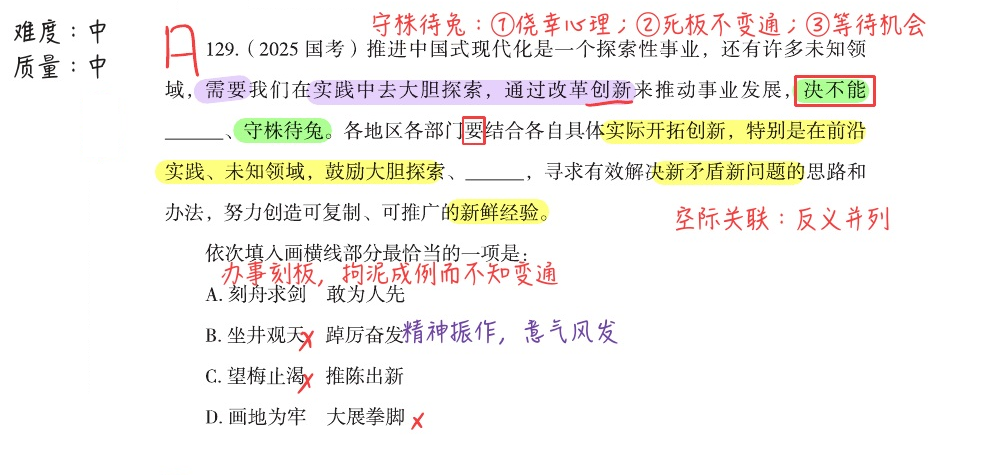 难度：中
质量：中
守株待兔：①侥幸心理；②死板不变通；③等待机会
A
129.（2025 国考）推进中国式现代化是一个探索性事业，还有许多未知领
域，需要我们在实践中去大胆探索，通过改革创新来推动事业发展，决不能
______、守株待兔。各地区各部门要结合各自具体实际开拓创新，特别是在前沿
实践、未知领域，鼓励大胆探索、______，寻求有效解决新矛盾新问题的思路和
办法，努力创造可复制、可推广的新鲜经验。
空际关联：反义并列
依次填入画横线部分最恰当的一项是：
办事刻板，拘泥成例而不知变通
A. 刻舟求剑 敢为人先
B. 坐井观天 踔厉奋发 精神振作，意气风发
C. 望梅止渴 推陈出新
D. 画地为牢 大展拳脚